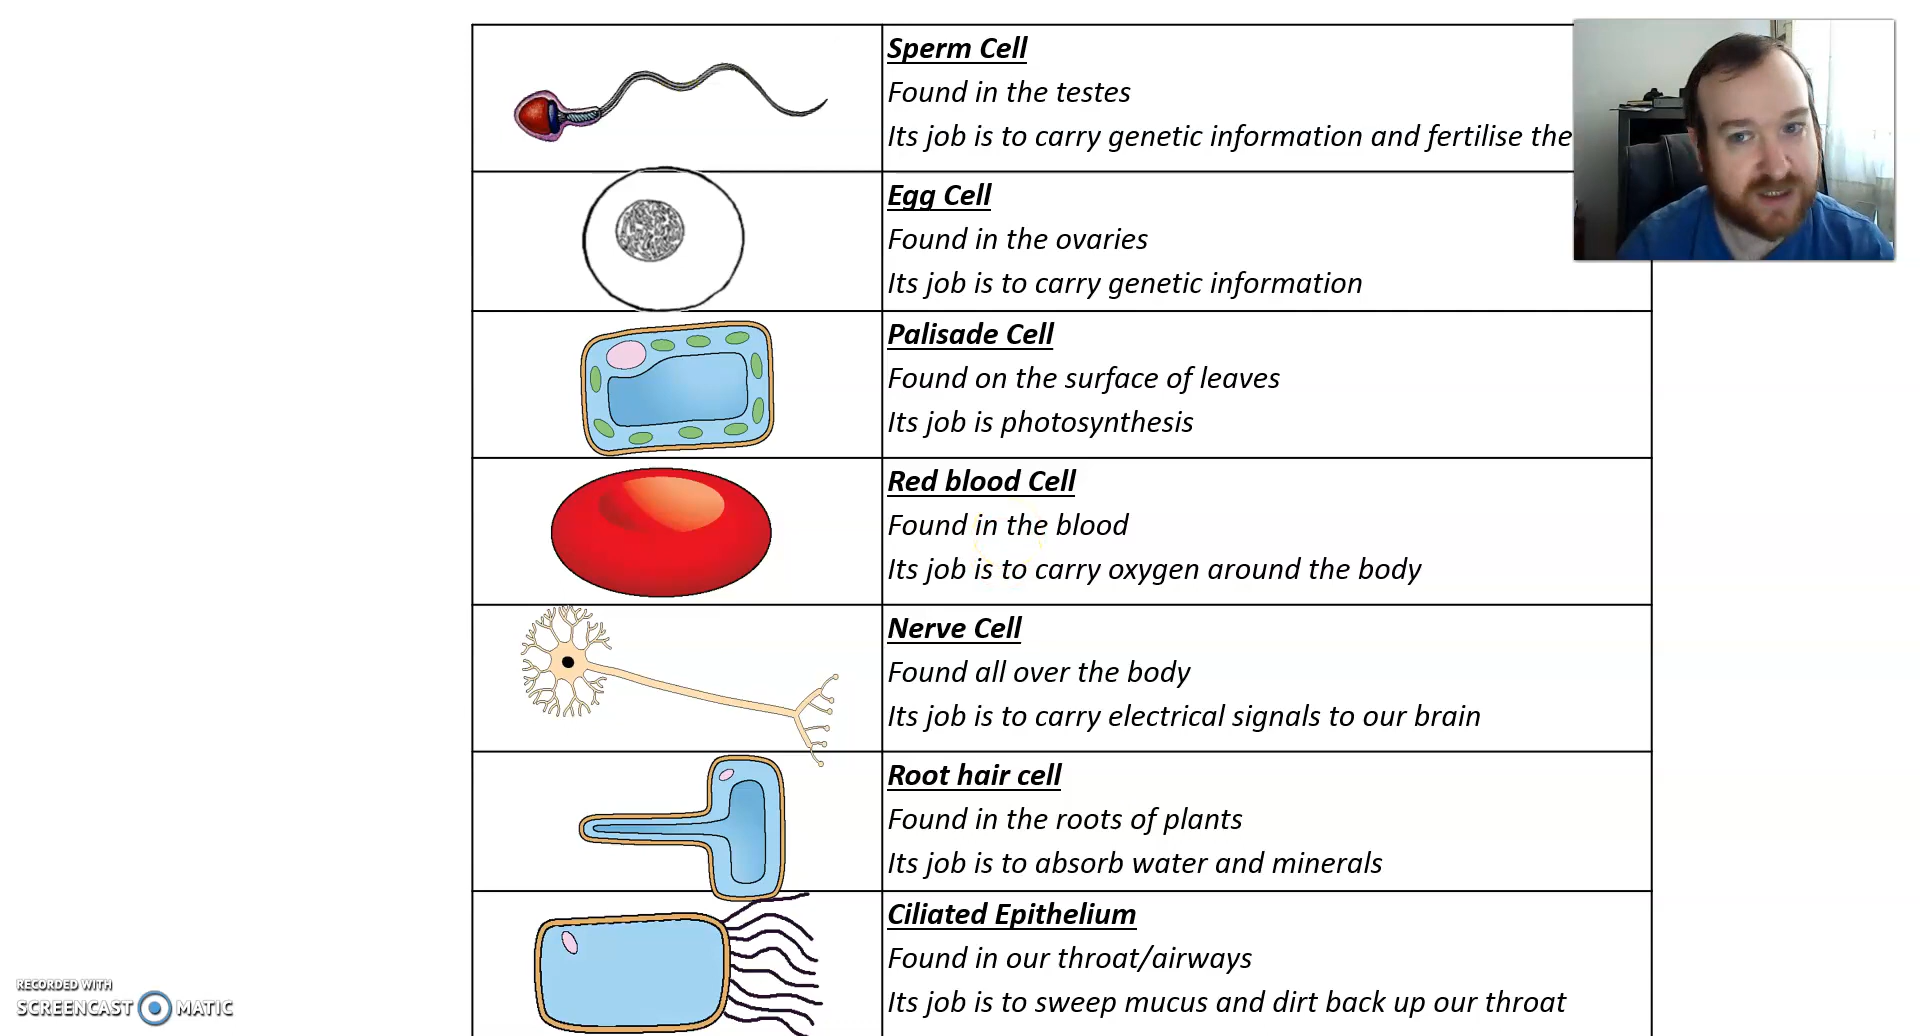 Sperm Cell
Found in the testes
Its job is to carry genetic information and fertilise the
Egg Cell
Found in the ovaries
Its job is to carry genetic information
Palisade Cell
Found on the surface of leaves
Its job is photosynthesis
Red blood Cell
Found in the blood
Its job is to carry oxygen around the body
Nerve Cell
Found all over the body
Its job is to carry electrical signals to our brain
Root hair cell
Found in the roots of plants
Its job is to absorb water and minerals
Ciliated Epithelium
Found in our throat/airways
Its job is to sweep mucus and dirt back up our throat
RECORDED WITH
SCREENCAST MATIC